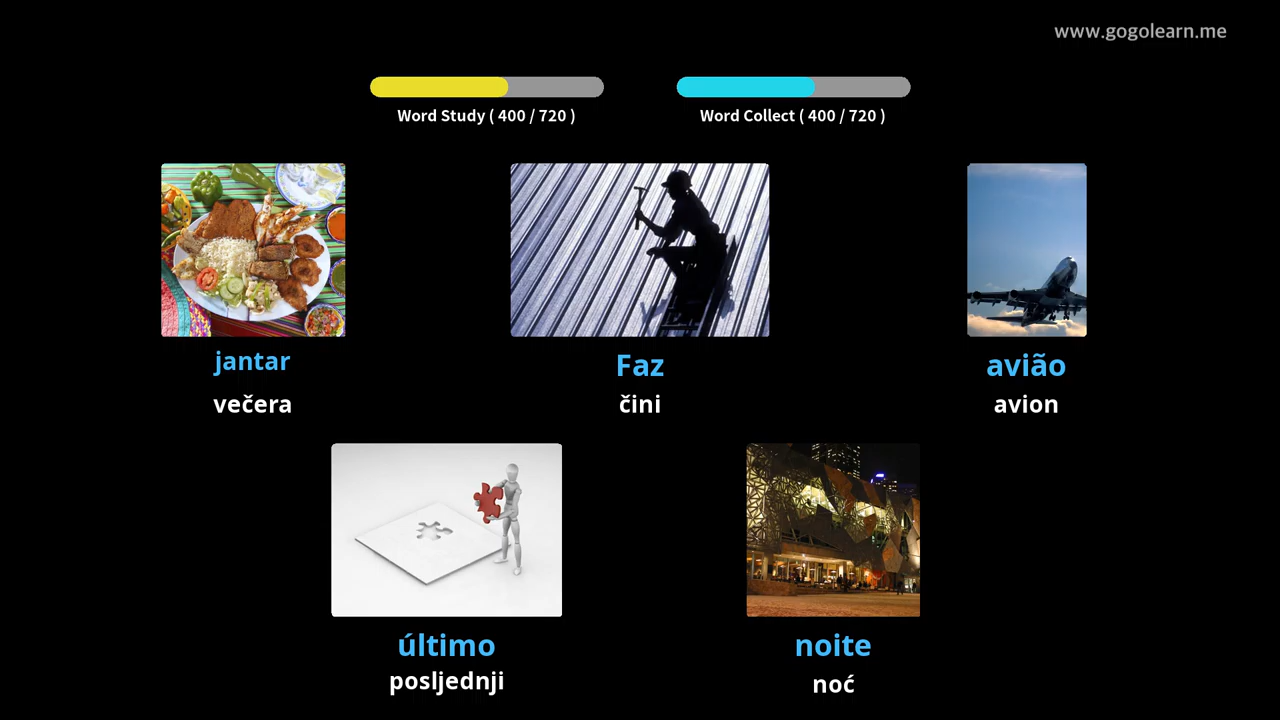 www.gogolearn.me
Word Study ( 400 / 720 )
Word Collect ( 400 / 720 )
jantar
večera
Faz
čini
avião
avion
último
posljednji
noite
noć